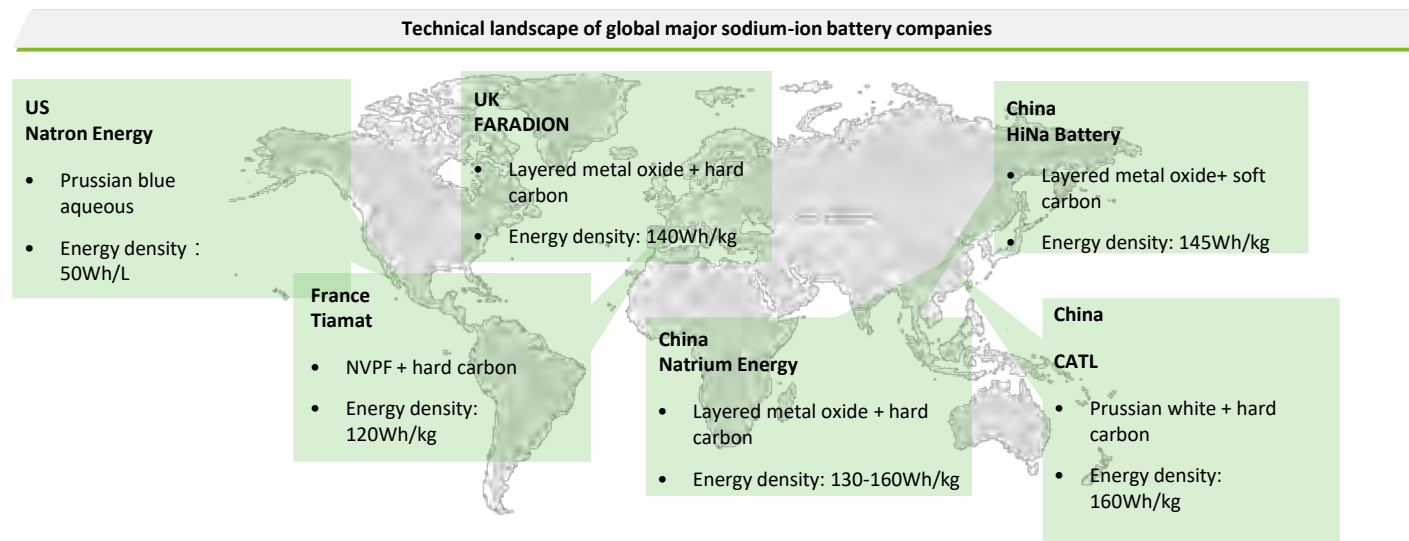 Technical landscape of global major sodium-ion battery companies
US
Natron Energy
• Prussian blue
aqueous
• Energy density：
50Wh/L
UK
FARADION
• Layered metal oxide + hard
carbon
• Energy density: 140Wh/kg
China
HiNa Battery
• Layered metal oxide+ soft
carbon
• Energy density: 145Wh/kg
France
Tiamat
• NVPF + hard carbon
• Energy density:
120Wh/kg
China
Natrium Energy
• Layered metal oxide + hard
carbon
• Energy density: 130-160Wh/kg
China
CATL
• Prussian white + hard
carbon
• Energy density:
160Wh/kg